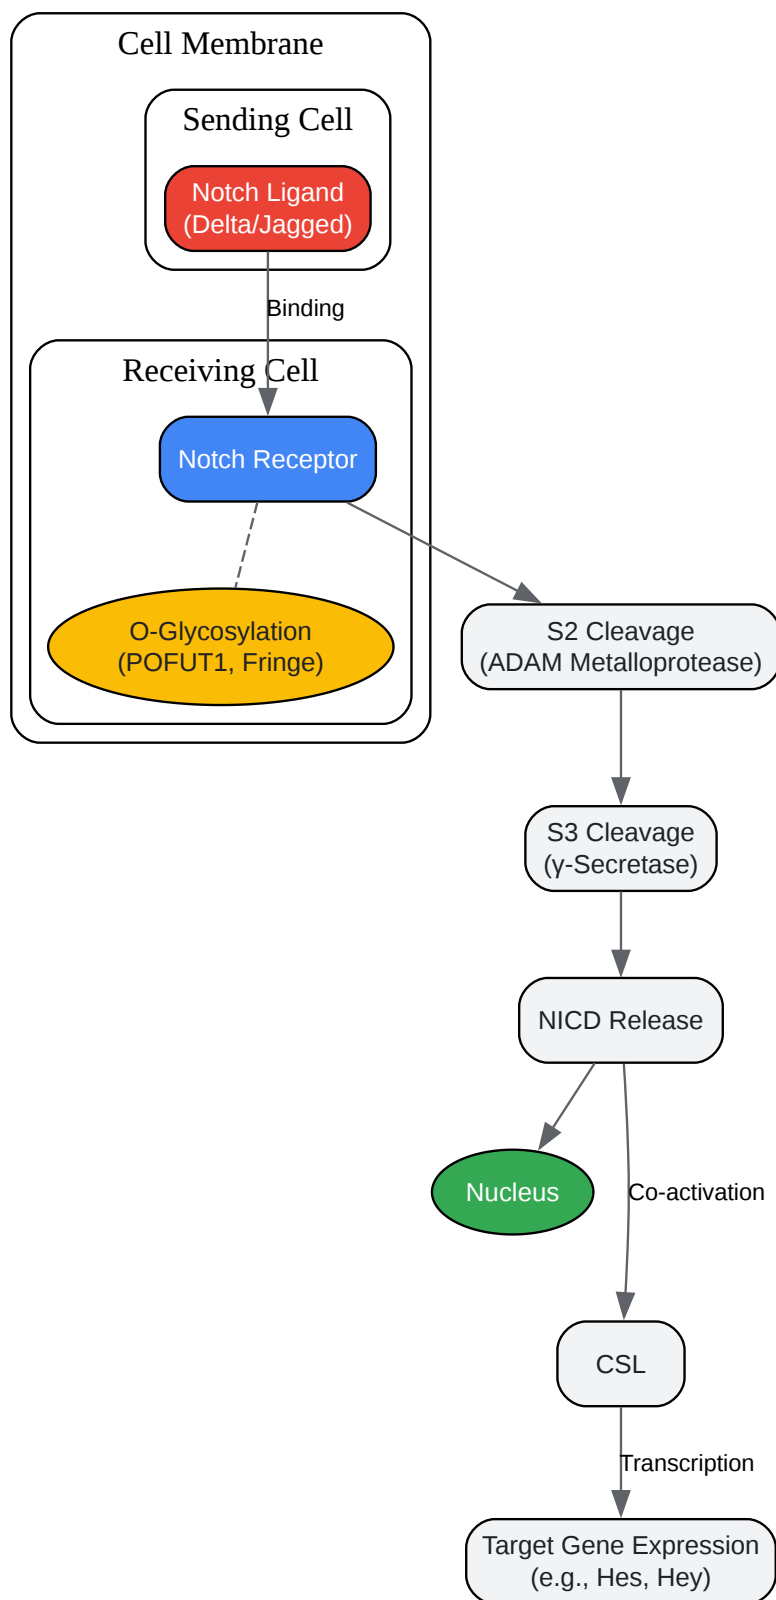 Cell Membrane
Sending Cell
Notch Ligand
(Delta/Jagged)
Binding
Receiving Cell
Notch Receptor
O-Glycosylation
(POFUT1, Fringe)
S2 Cleavage
(ADAM Metalloprotease)
S3 Cleavage
(γ-Secretase)
NICD Release
Nucleus
Co-activation
CSL
Transcription
Target Gene Expression
(e.g., Hes, Hey)